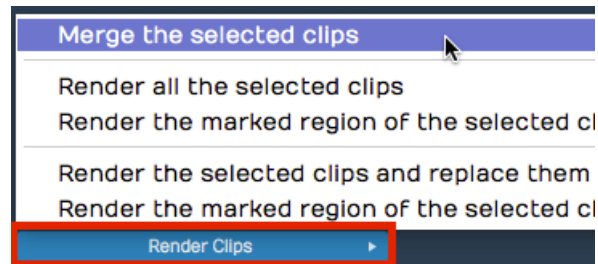 Merge the selected clips
Render all the selected clips
Render the marked region of the selected
Render the selected clips and replace them
Render the marked region of the selected
Render Clips